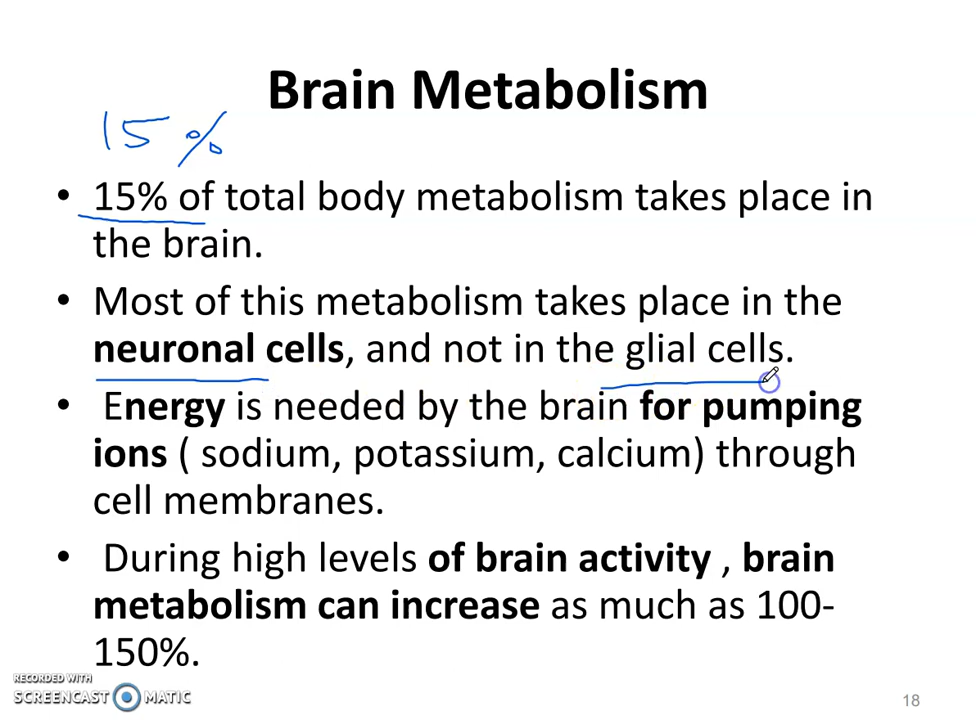 Brain Metabolism
15 %
• 15% of total body metabolism takes place in
the brain.
• Most of this metabolism takes place in the
neuronal cells, and not in the glial cells.
• Energy is needed by the brain for pumping
ions ( sodium, potassium, calcium) through
cell membranes.
• During high levels of brain activity , brain
metabolism can increase as much as 100-
150%.
RECORDED WITH
SCREENCAST MATIC
18